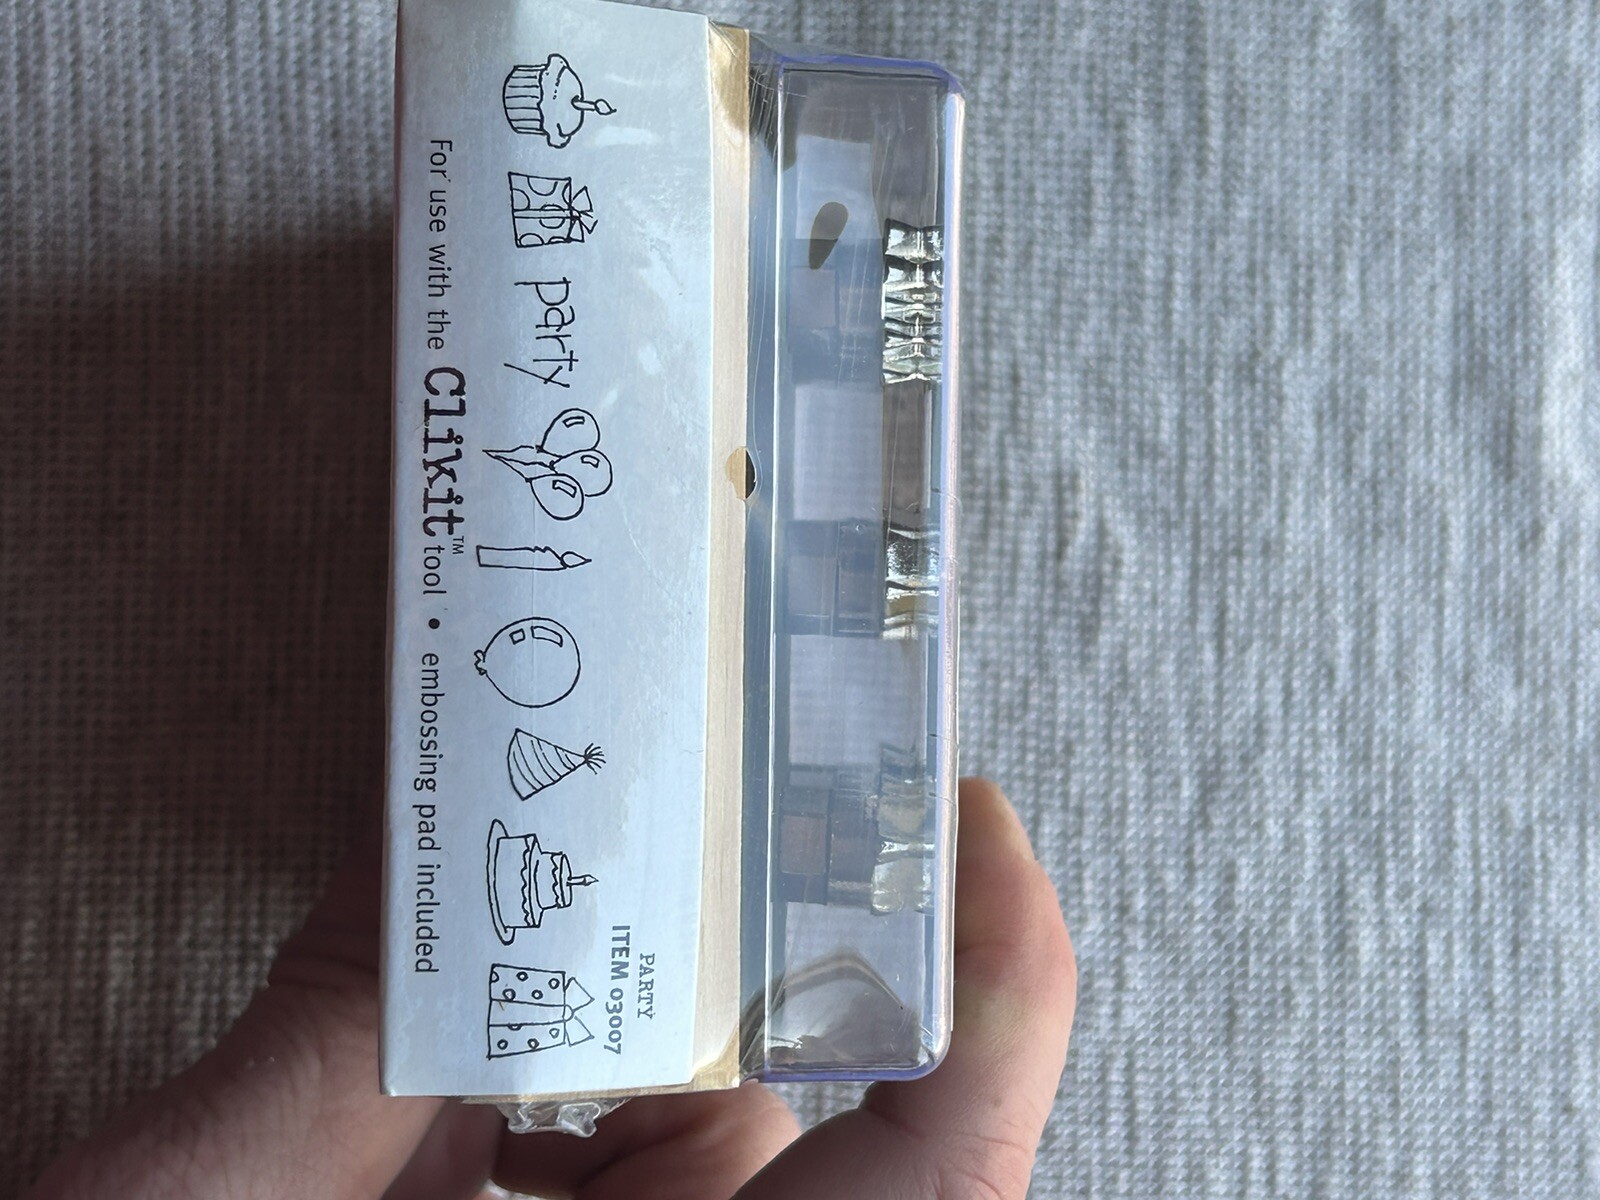 PARTY
ITEM 03007
party
For use with the Clikit™ tool • embossing pad included